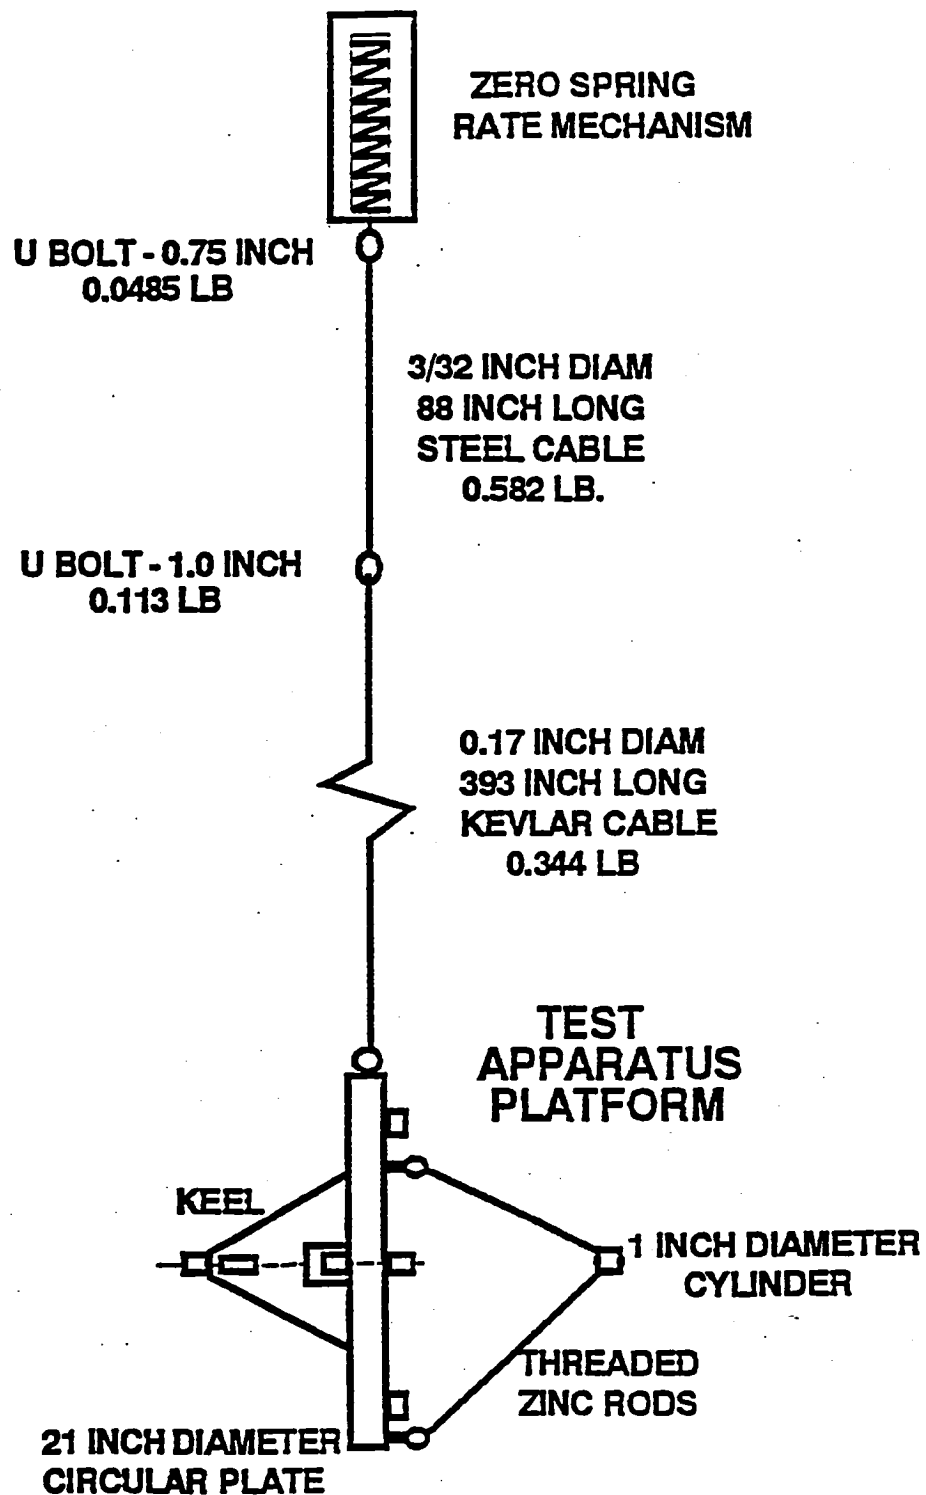 ZERO SPRING
RATE MECHANISM
U BOLT - 0.75 INCH
0.0485 LB
3/32 INCH DIAM
88 INCH LONG
STEEL CABLE
0.582 LB.
U BOLT - 1.0 INCH
0.113 LB
0.17 INCH DIAM
393 INCH LONG
KEVLAR CABLE
0.344 LB
TEST
APPARATUS
PLATFORM
KEEL
1 INCH DIAMETER
CYLINDER
THREADED
ZINC RODS
21 INCH DIAMETER
CIRCULAR PLATE